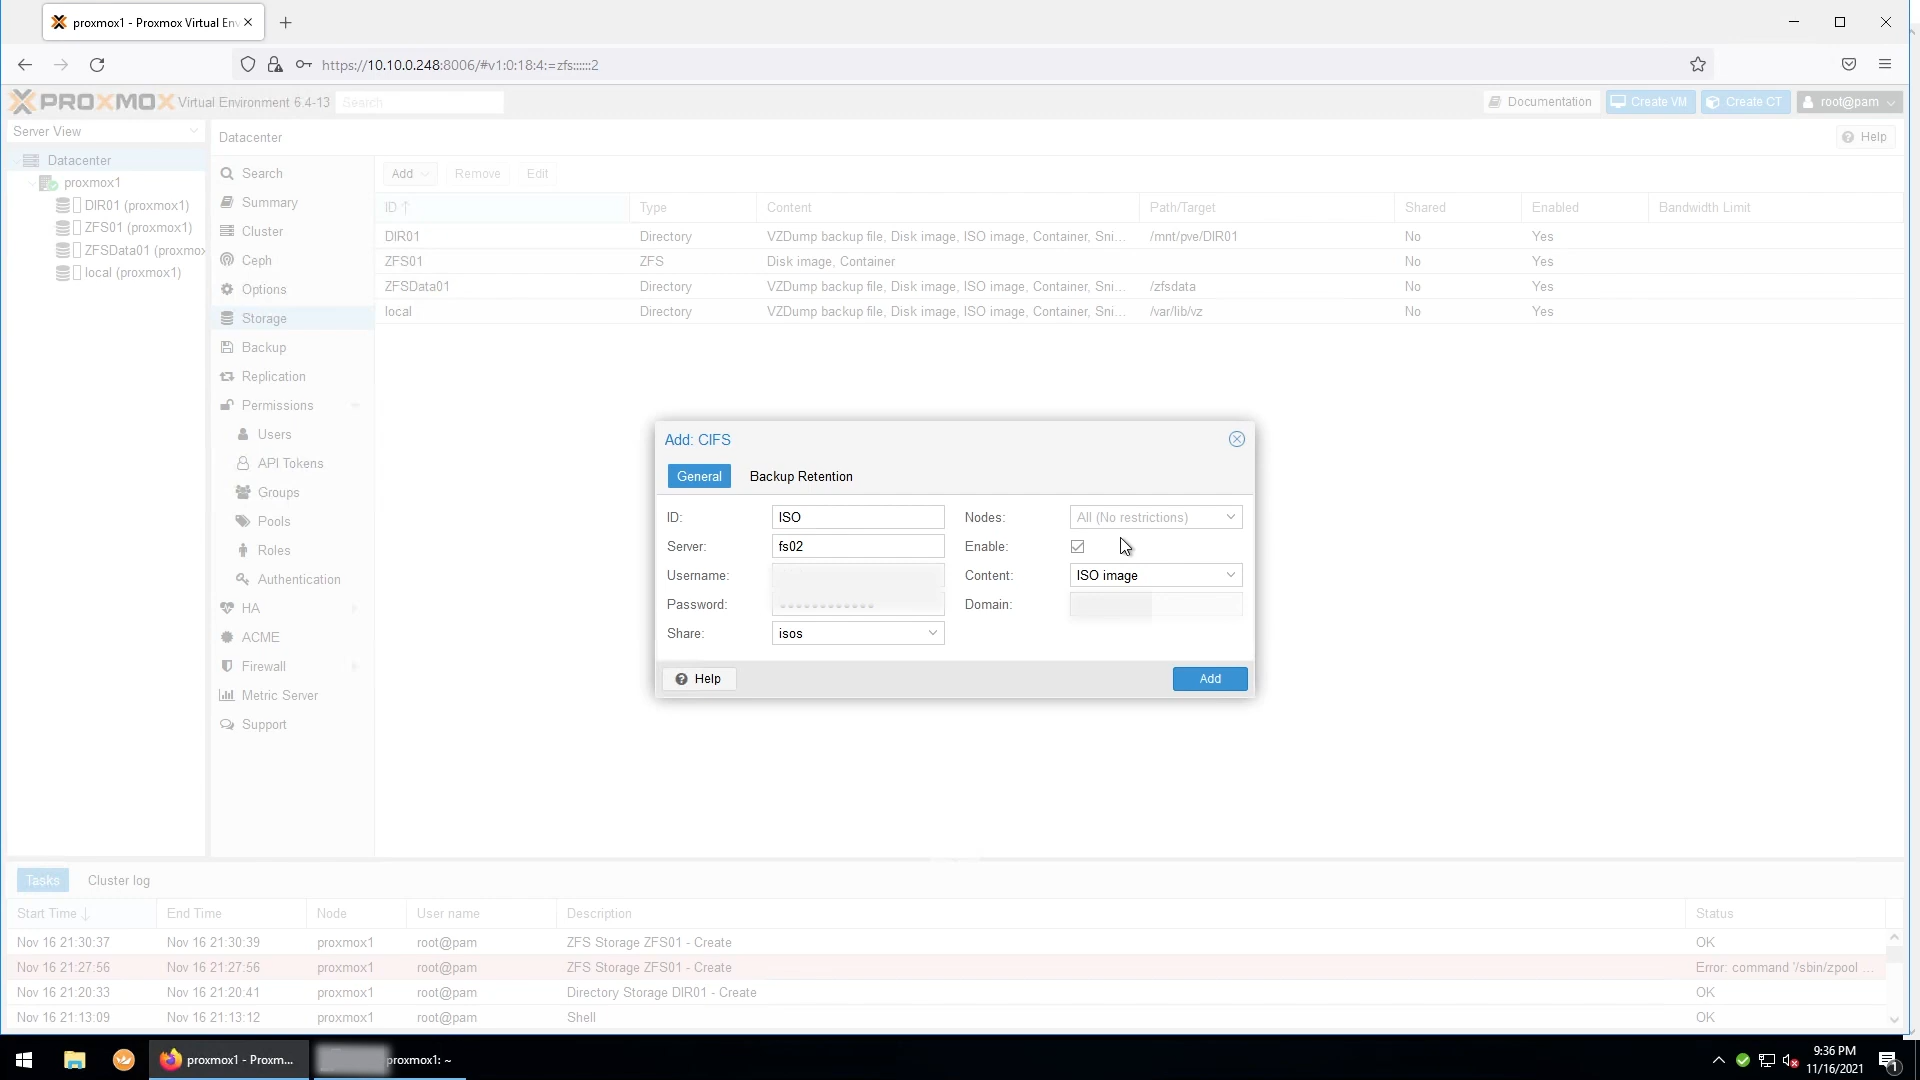 proxmox1 - Proxmox Virtual En
https://10.10.0.248:8006/#v1:0:18:4:=zfs::::::2
PROXMOX Virtual Environment 6.4-13 Search
Documentation Create VM Create CT root@pam
Server View
Datacenter
proxmox1
DIR01 (proxmox1)
ZFS01 (proxmox1)
ZFSData01 (proxmox
local (proxmox1)
Datacenter
Help
Search
Summary
Cluster
Ceph
Options
Storage
Backup
Replication
Permissions
Users
API Tokens
Groups
Pools
Roles
Authentication
HA
ACME
Firewall
Metric Server
Support
Add Remove Edit
ID Type Content Path/Target Shared Enabled Bandwidth Limit
DIR01 Directory VZDump backup file, Disk image, ISO image, Container, Sni... /mnt/pve/DIR01 No Yes
ZFS01 ZFS Disk image, Container No Yes
ZFSData01 Directory VZDump backup file, Disk image, ISO image, Container, Sni... /zfsdata No Yes
local Directory VZDump backup file, Disk image, ISO image, Container, Sni... /var/lib/vz No Yes
Add: CIFS
General Backup Retention
ID: ISO Nodes: All (No restrictions)
Server: fs02 Enable:
Username: Content: ISO image
Password: Domain:
Share: isos
Help Add
Tasks Cluster log
Start Time End Time Node User name Description Status
Nov 16 21:30:37 Nov 16 21:30:39 proxmox1 root@pam ZFS Storage ZFS01 - Create OK
Nov 16 21:27:56 Nov 16 21:27:56 proxmox1 root@pam ZFS Storage ZFS01 - Create Error: command '/sbin/zpool ...
Nov 16 21:20:33 Nov 16 21:20:41 proxmox1 root@pam Directory Storage DIR01 - Create OK
Nov 16 21:13:09 Nov 16 21:13:12 proxmox1 root@pam Shell OK
proxmox1 - Proxm...
proxmox1: ~
9:36 PM
11/16/2021
1